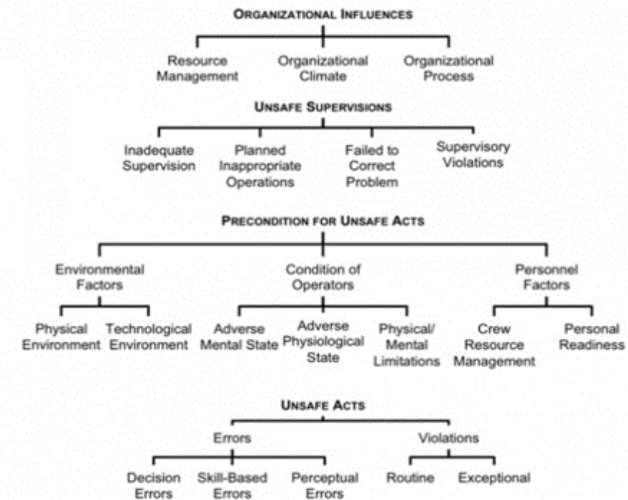 ORGANIZATIONAL INFLUENCES
Resource Management
Organizational Climate
Organizational Process
UNSAFE SUPERVISIONS
Inadequate Supervision
Planned Inappropriate Operations
Failed to Correct Problem
Supervisory Violations
PRECONDITION FOR UNSAFE ACTS
Environmental Factors
Condition of Operators
Personnel Factors
Physical Environment
Technological Environment
Adverse Mental State
Adverse Physiological State
Physical/ Mental Limitations
Crew Resource Management
Personal Readiness
UNSAFE ACTS
Errors
Violations
Decision Errors
Skill-Based Errors
Perceptual Errors
Routine
Exceptional